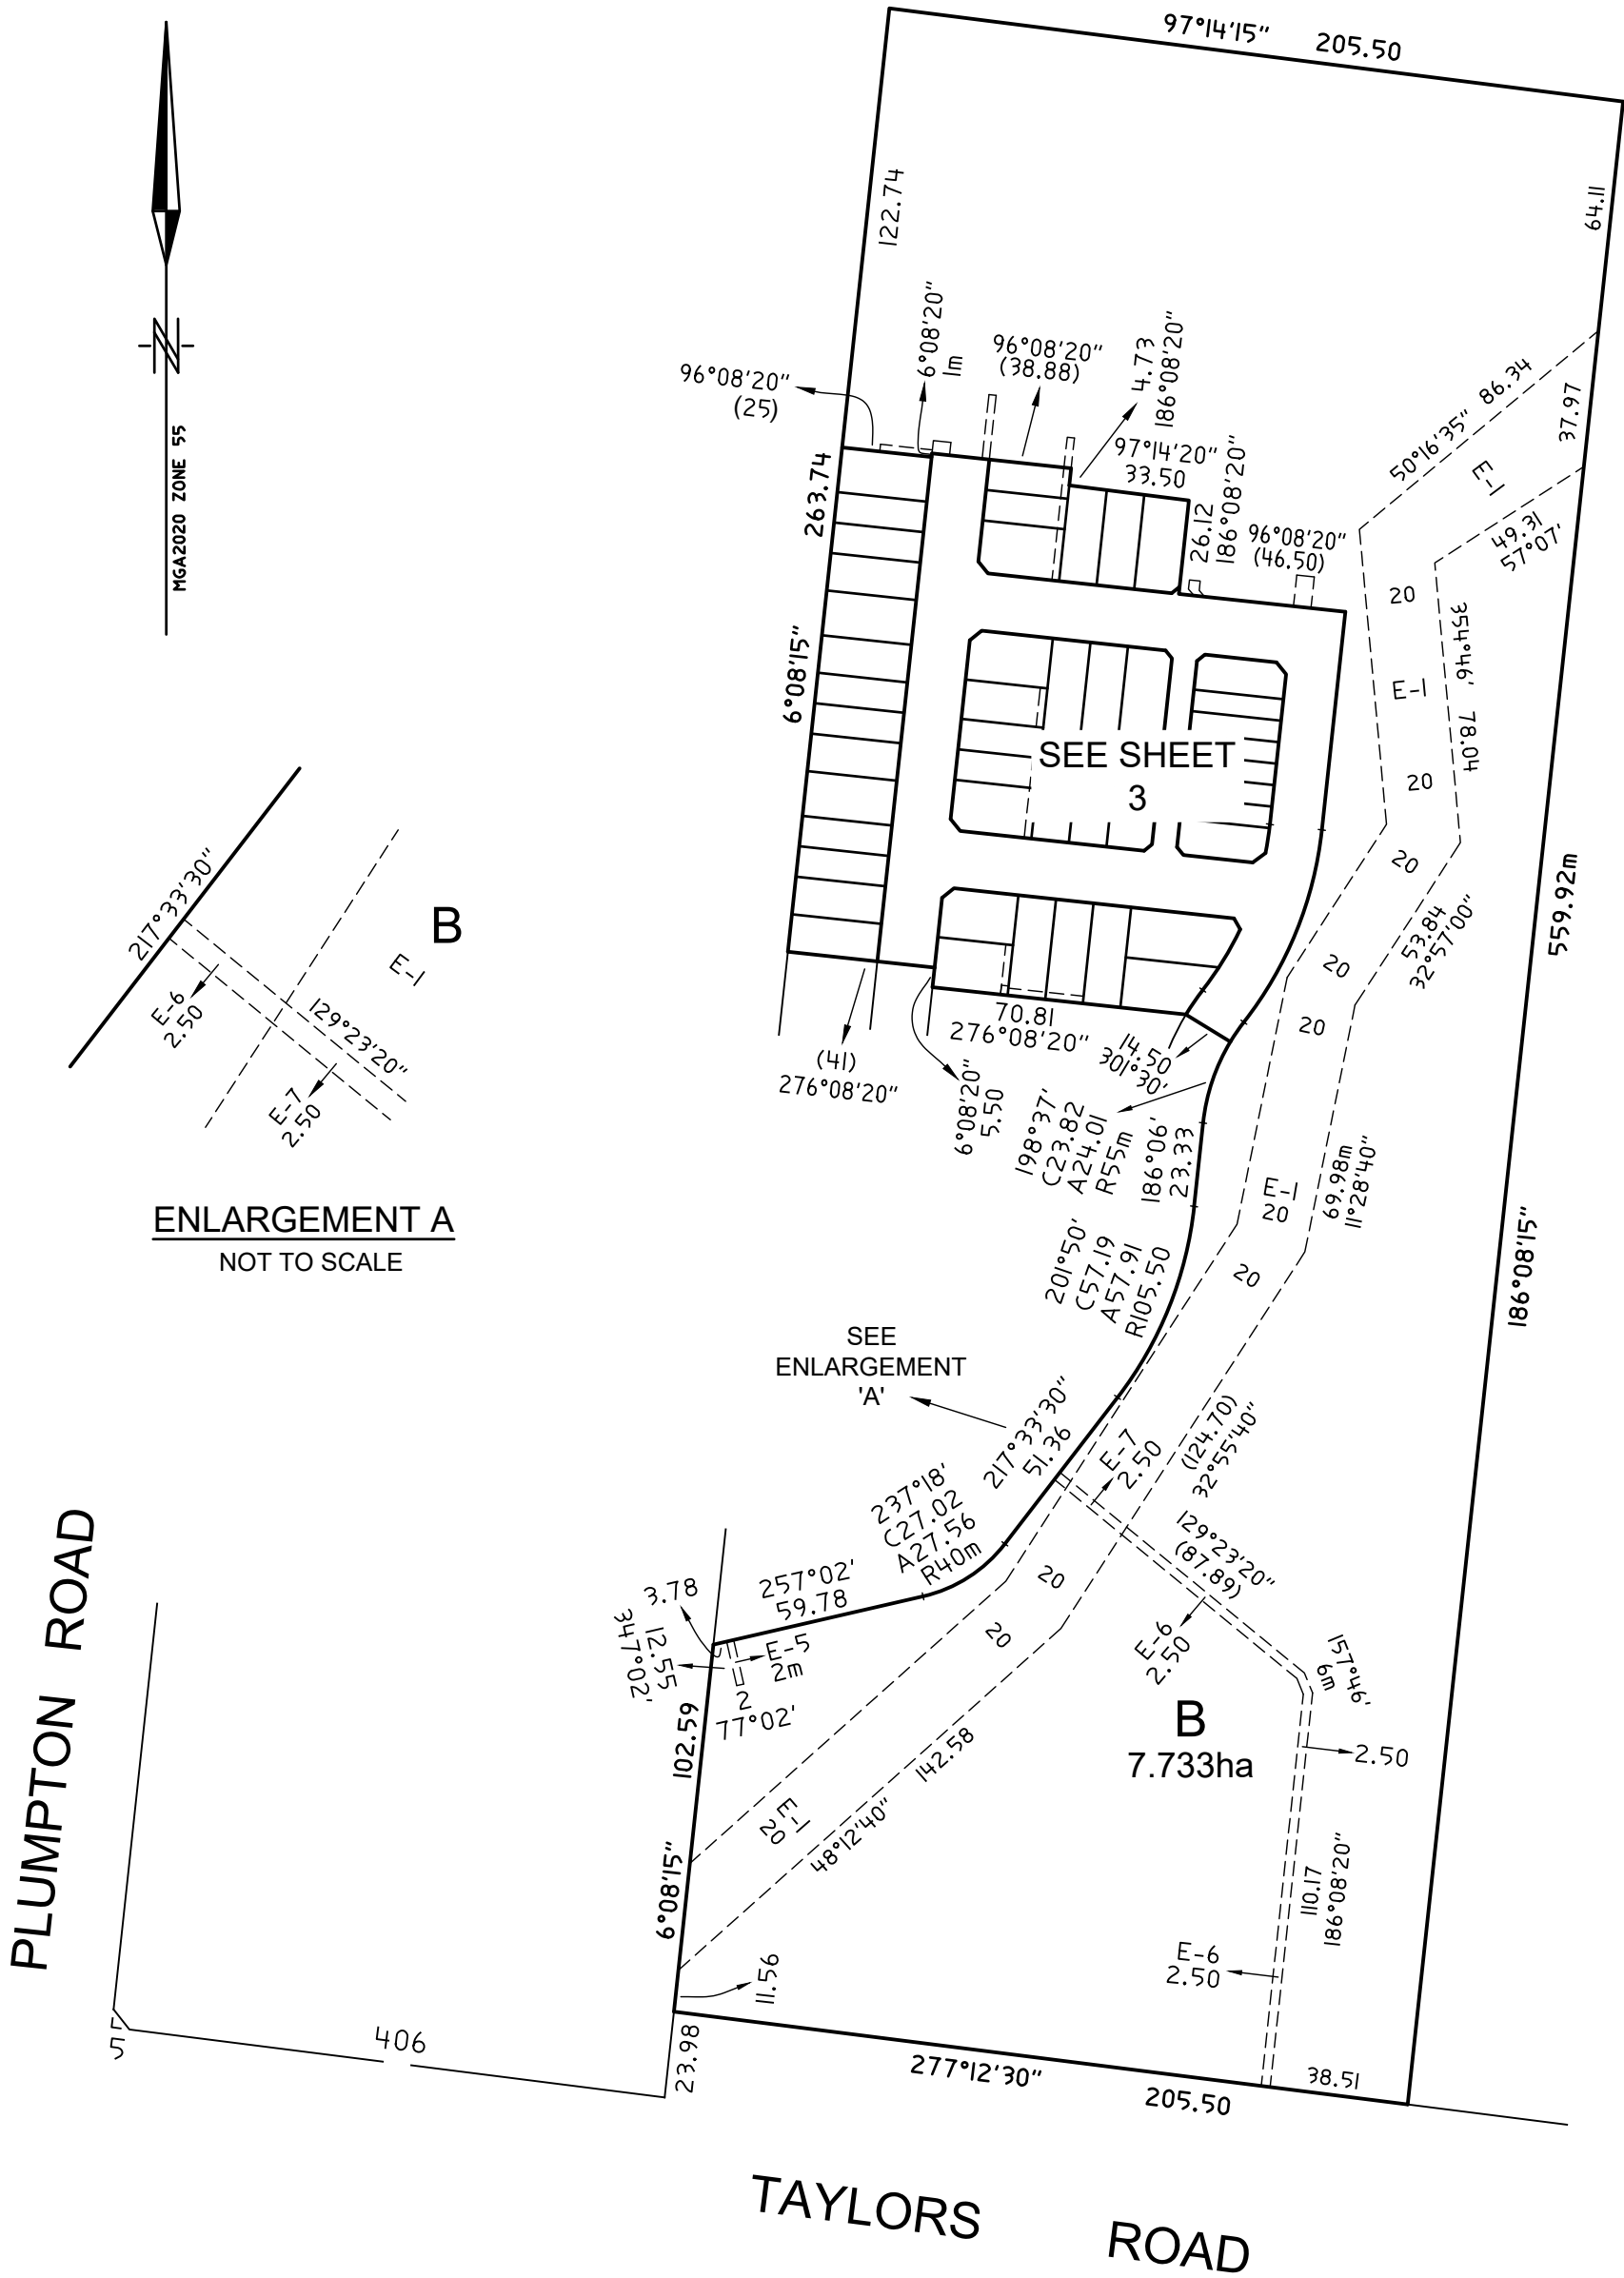 97°14'15" 205.50
122.74
64.11
MGA2020 ZONE 55
96°08'20"
(25)
6°08'20"
1m
96°08'20"
(38.88)
4.73
186°08'20"
97°14'20"
33.50
26.12
186°08'20"
96°08'20"
(46.50)
50°16'35" 86.34
37.97
E-1
49.31
57°07'
263.74
6°08'15"
20
354°46' 78.04
E-1
20
SEE SHEET
3
20
53.84
32°57'00"
20
20
559.92m
186°08'15"
217°33'30"
B
E-1
E-6
2.50
129°23'20"
E-7
2.50
ENLARGEMENT A
NOT TO SCALE
(41)
276°08'20"
70.81
276°08'20"
6°08'20"
5.50
14.50
301°30'
198°37'
C23.82
A24.01
R55m
186°06'
23.33
E-1
20
69.98m
11°28'40"
20
201°50'
C57.19
A57.91
R105.50
SEE
ENLARGEMENT
'A'
217°33'30"
51.36
E-7
2.50
(124.70)
32°55'40"
237°18'
C27.02
A27.56
R40m
129°23'20"
(87.89)
20
20
257°02'
59.78
3.78
12.55
347°02'
E-5
2m
2
77°02'
E-6
2.50
157°46'
6m
B
7.733ha
2.50
102.59
6°08'15"
142.58
48°12'40"
E-1
20
110.17
186°08'20"
E-6
2.50
11.56
PLUMPTON ROAD
5
406
23.98
277°12'30"
205.50
38.51
TAYLORS ROAD